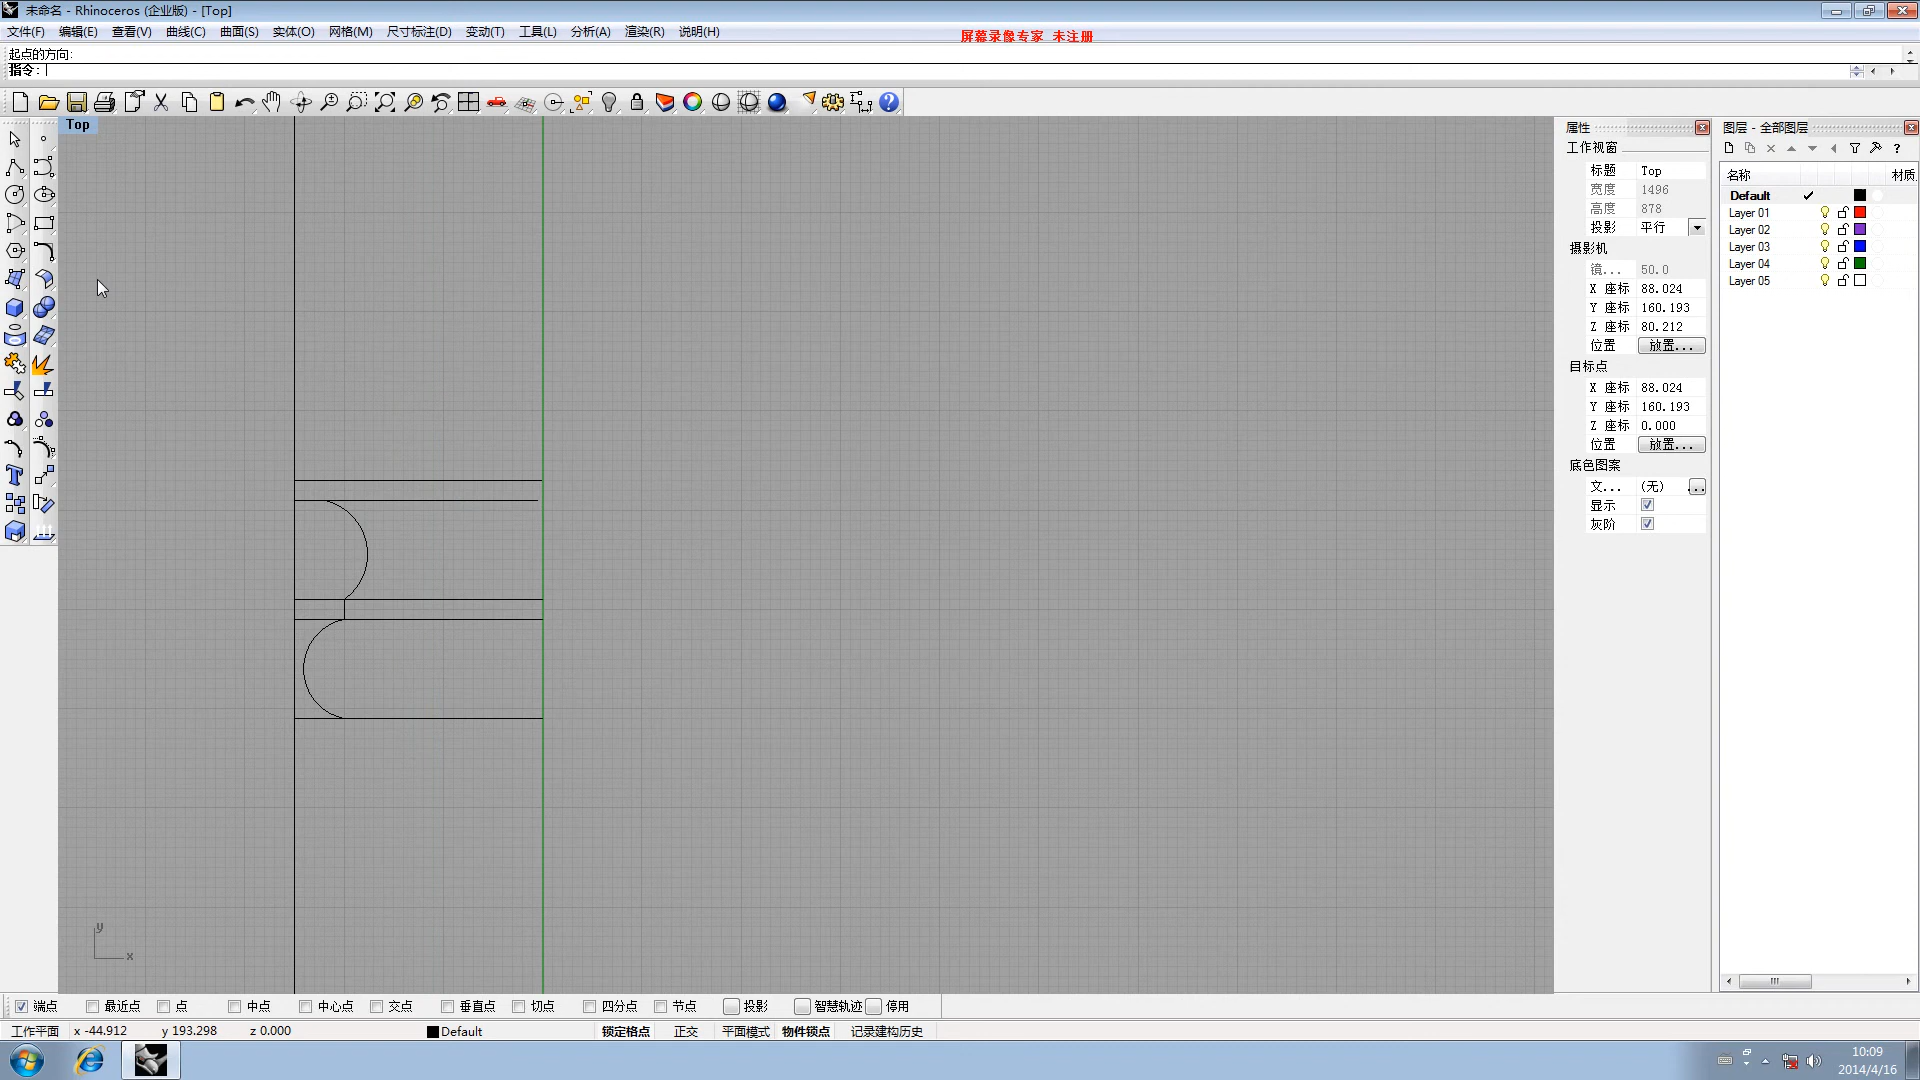 未命名 - Rhinoceros (企业版) - [Top]
文件(F) 编辑(E) 查看(V) 曲线(C) 曲面(S) 实体(O) 网格(M) 尺寸标注(D) 变动(T) 工具(L) 分析(A) 渲染(R) 说明(H)
屏幕录像专家 未注册
起点的方向:
指令:
Top
属性
工作视窗
标题 Top
宽度 1496
高度 878
投影 平行
摄影机
镜... 50.0
X 座标 88.024
Y 座标 160.193
Z 座标 80.212
位置 放置...
目标点
X 座标 88.024
Y 座标 160.193
Z 座标 0.000
位置 放置...
底色图案
文... (无) ...
显示
灰阶
图层 - 全部图层
名称 材质
Default
Layer 01
Layer 02
Layer 03
Layer 04
Layer 05
y
x
端点 最近点 点 中点 中心点 交点 垂直点 切点 四分点 节点 投影 智慧轨迹 停用
工作平面 x -44.912 y 193.298 z 0.000 Default 锁定格点 正交 平面模式 物件锁点 记录建构历史
10:09
2014/4/16